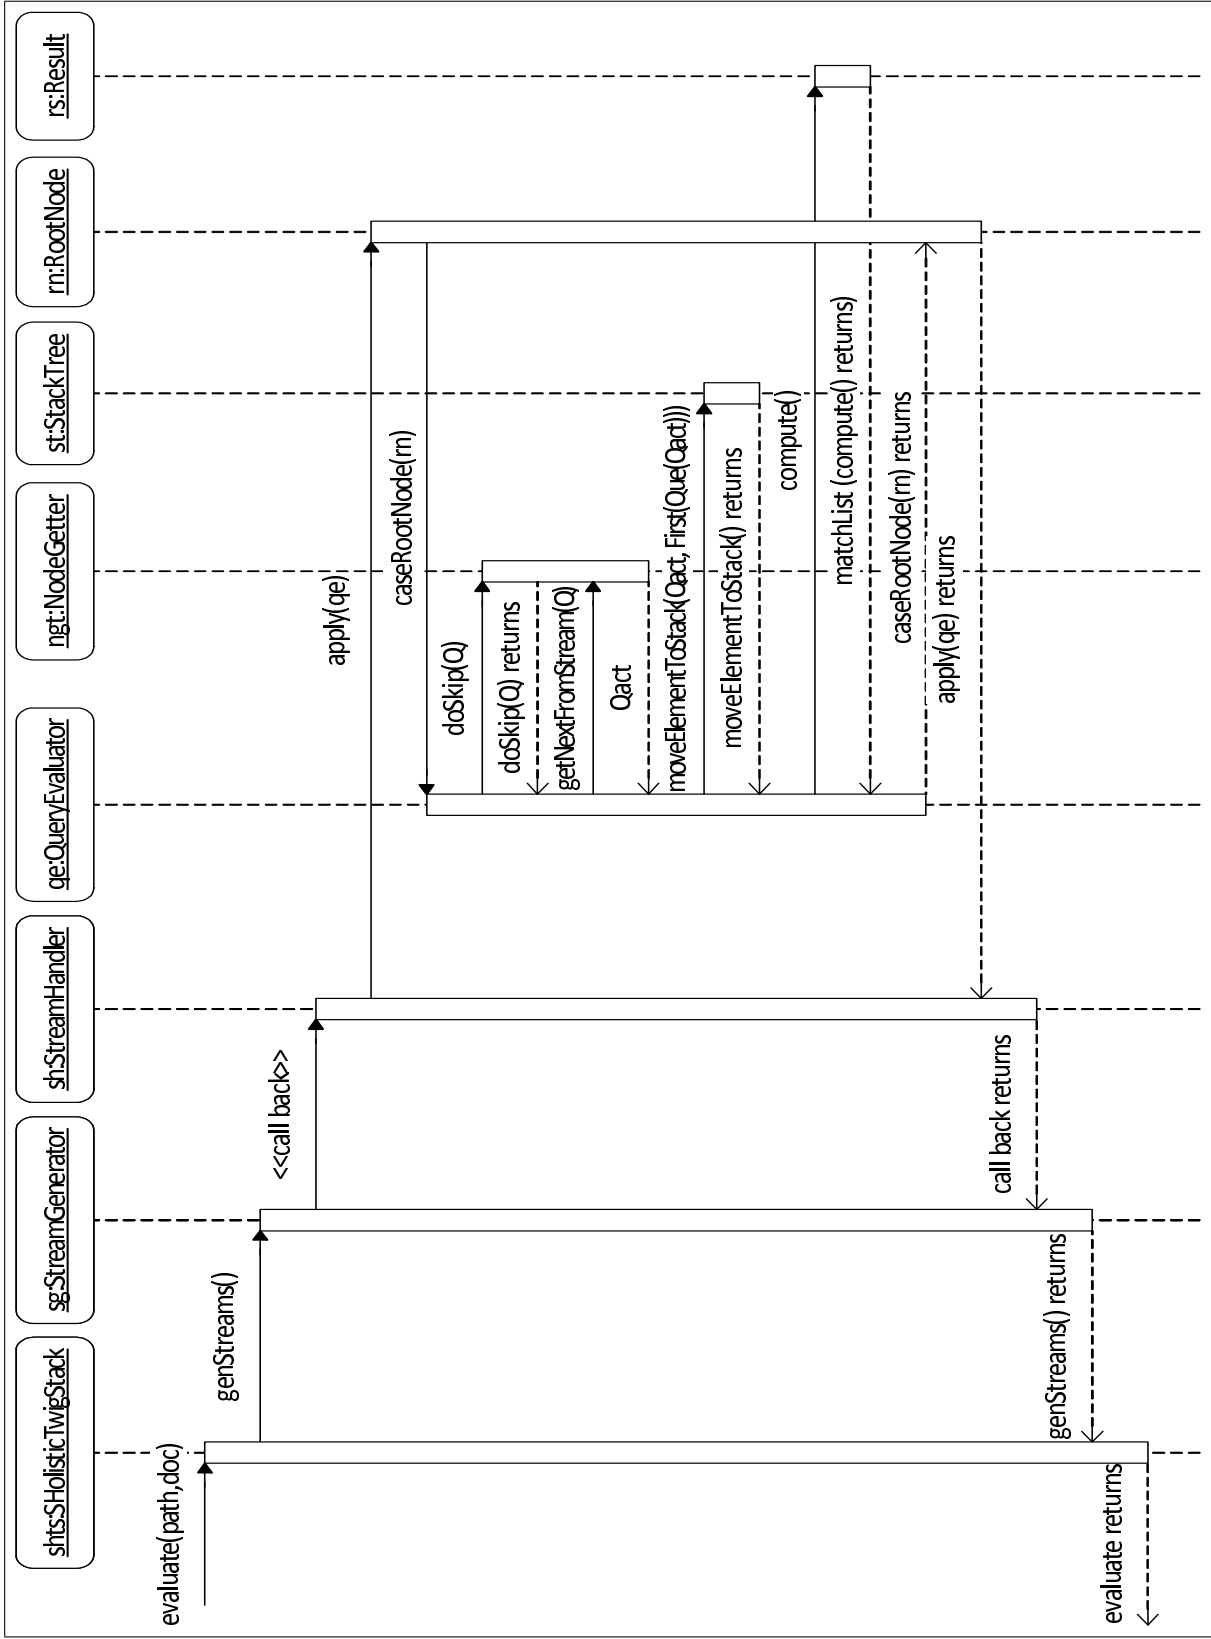 shts:SHolisticTwigStack
sg:StreamGenerator
sh:StreamHandler
qe:QueryEvaluator
ngt:NodeGetter
st:StackTree
rn:RootNode
rs:Result
evaluate(path,doc)
genStreams()
<<call back>>
apply(qe)
caseRootNode(rn)
doSkip(Q)
doSkip(Q) returns
getNextFromStream(Q)
Qact
moveElementToStack(Qact, First(Que(Qact)))
moveElementToStack() returns
compute()
matchList (compute() returns)
caseRootNode(rn) returns
apply(qe) returns
call back returns
genStreams() returns
evaluate returns